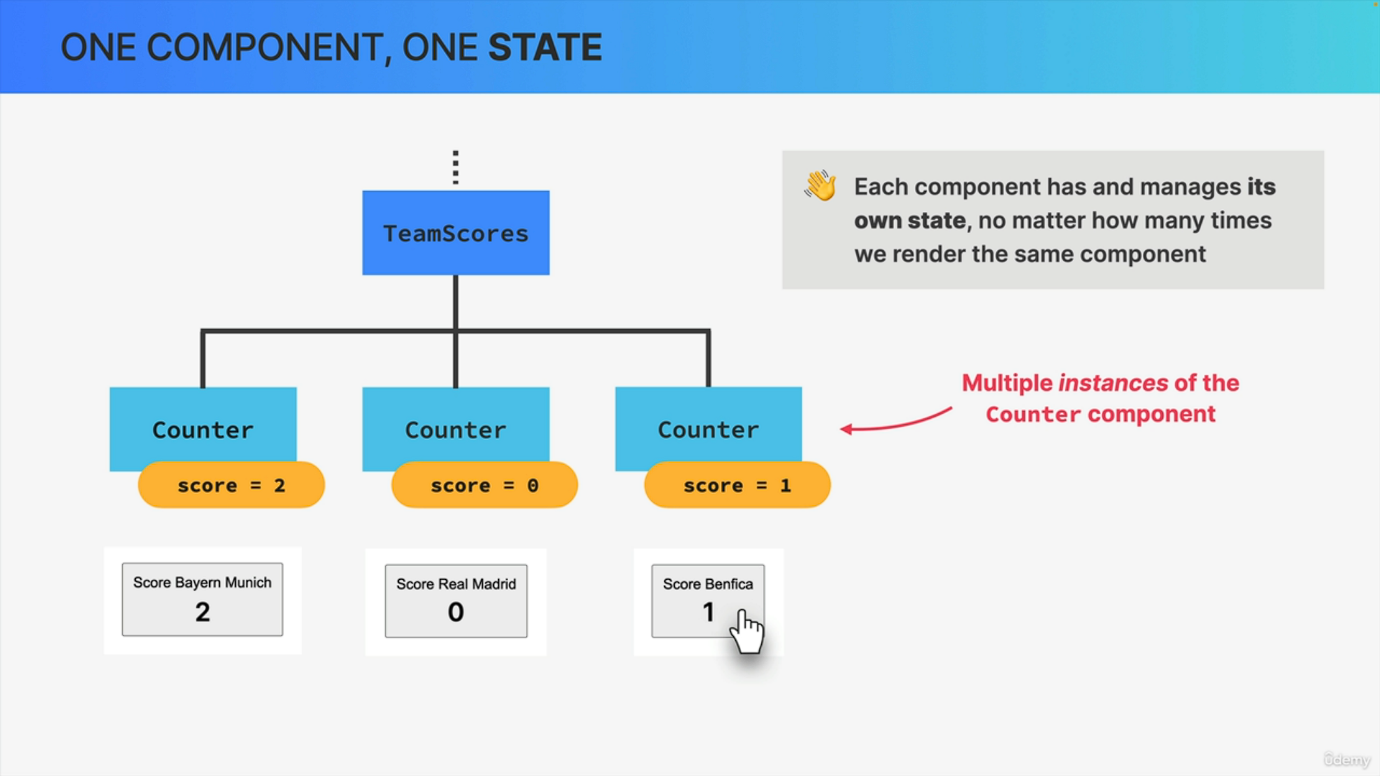 ONE COMPONENT, ONE STATE
TeamScores
Each component has and manages its
own state, no matter how many times
we render the same component
Multiple instances of the
Counter component
Counter
Counter
Counter
score = 2
score = 0
score = 1
Score Bayern Munich
2
Score Real Madrid
0
Score Benfica
1
ûdemy